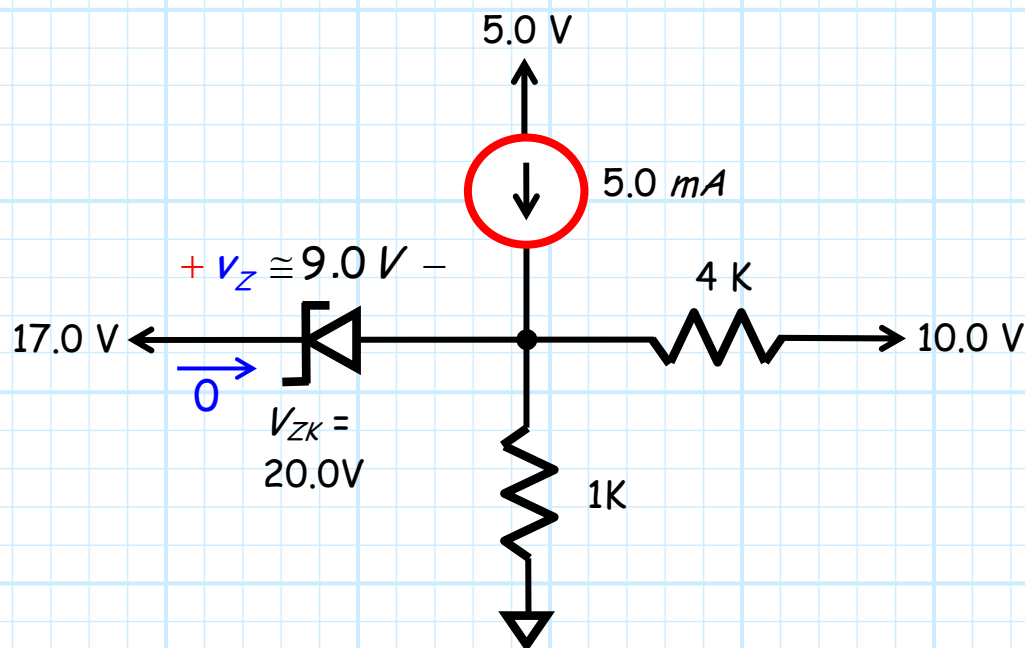 5.0 V
5.0 mA
+ vZ ≅ 9.0 V −
4 K
17.0 V
10.0 V
0
VZK =
20.0V
1K